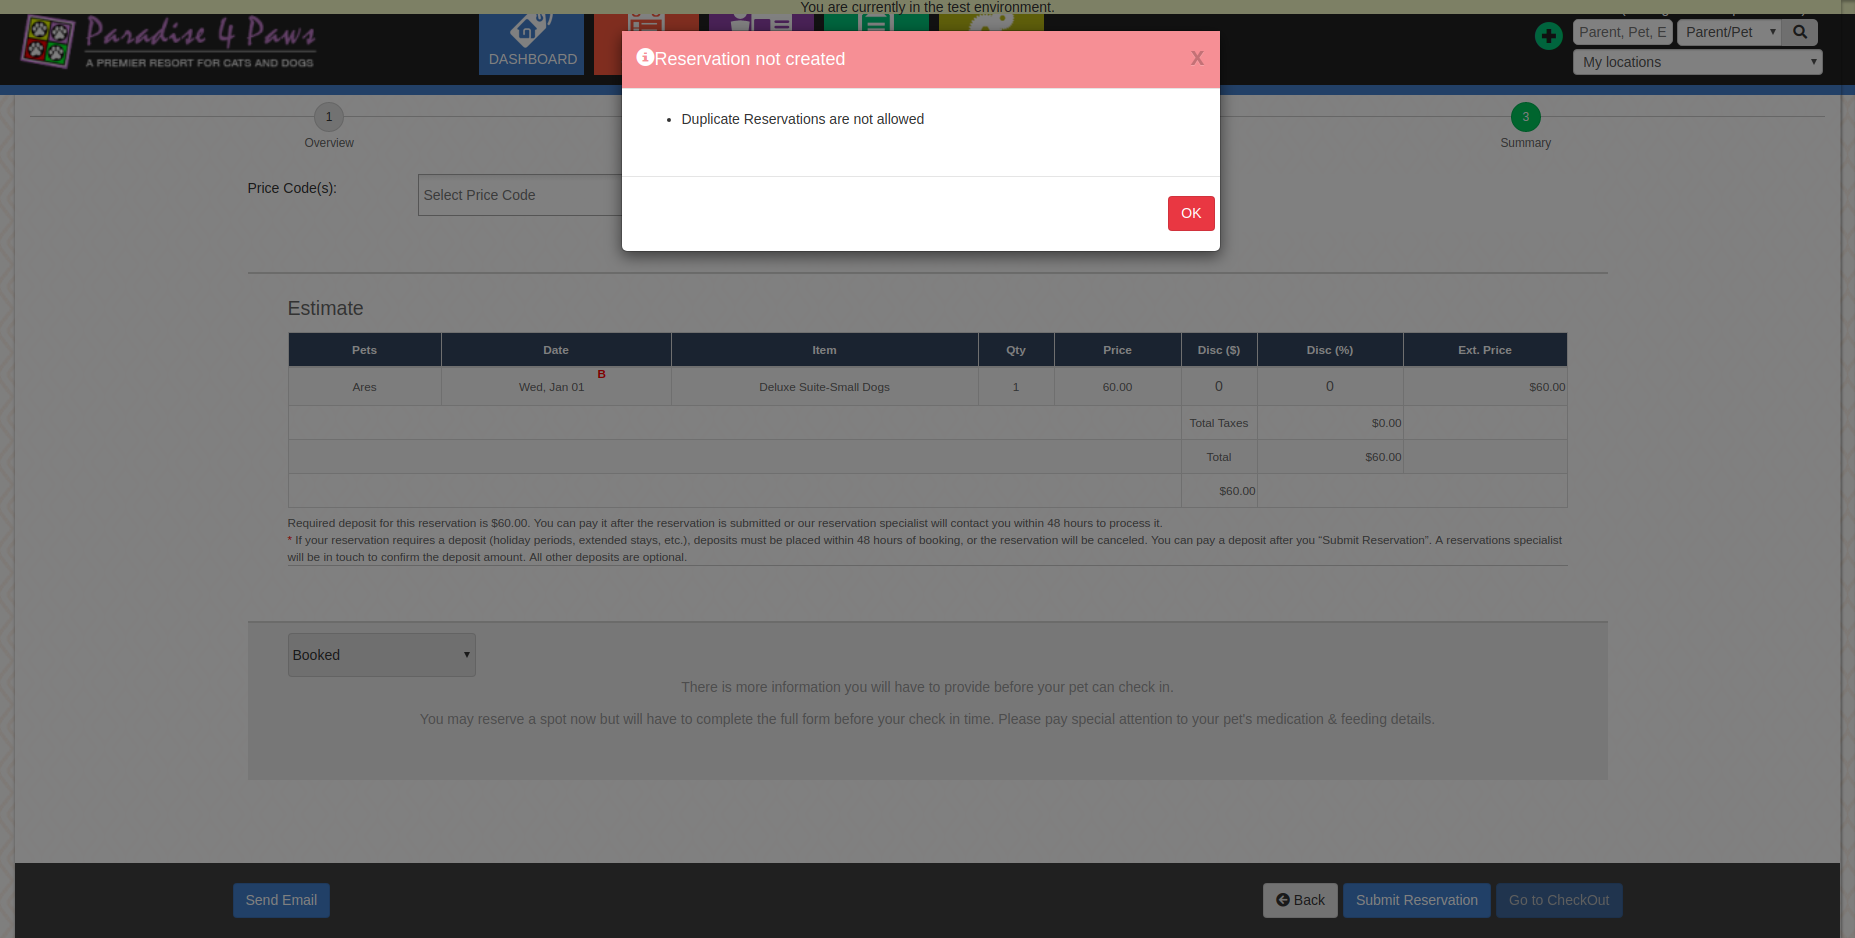 You are currently in the test environment.
Paradise 4 Paws
A PREMIER RESORT FOR CATS AND DOGS
DASHBOARD
Parent, Pet, E
Parent/Pet
My locations
Reservation not created
X
Duplicate Reservations are not allowed
OK
1
Overview
3
Summary
Price Code(s):
Select Price Code
Estimate
Pets Date Item Qty Price Disc ($) Disc (%) Ext. Price
B
Ares Wed, Jan 01 Deluxe Suite-Small Dogs 1 60.00 0 0 $60.00
Total Taxes $0.00
Total $60.00
$60.00
Required deposit for this reservation is $60.00. You can pay it after the reservation is submitted or our reservation specialist will contact you within 48 hours to process it.
* If your reservation requires a deposit (holiday periods, extended stays, etc.), deposits must be placed within 48 hours of booking, or the reservation will be canceled. You can pay a deposit after you “Submit Reservation”. A reservations specialist
will be in touch to confirm the deposit amount. All other deposits are optional.
Booked
There is more information you will have to provide before your pet can check in.
You may reserve a spot now but will have to complete the full form before your check in time. Please pay special attention to your pet's medication & feeding details.
Send Email
Back
Submit Reservation
Go to CheckOut